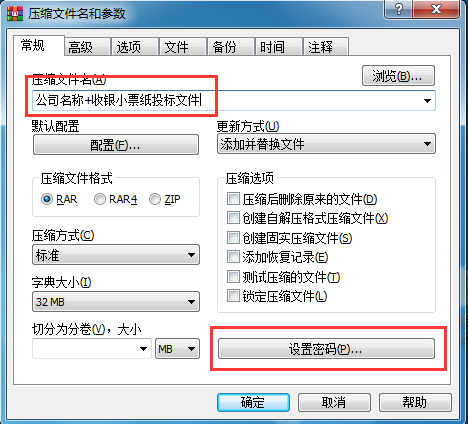 压缩文件名和参数
常规 高级 选项 文件 备份 时间 注释
压缩文件名(A)
浏览(B)...
公司名称+收银小票纸投标文件
默认配置
配置(F)...
更新方式(U)
添加并替换文件
压缩文件格式
RAR RAR4 ZIP
压缩选项
压缩后删除原来的文件(D)
创建自解压格式压缩文件(X)
创建固实压缩文件(S)
添加恢复记录(E)
测试压缩的文件(T)
锁定压缩文件(L)
压缩方式(C)
标准
字典大小(I)
32 MB
切分为分卷(V)，大小
MB
设置密码(P)...
确定 取消 帮助